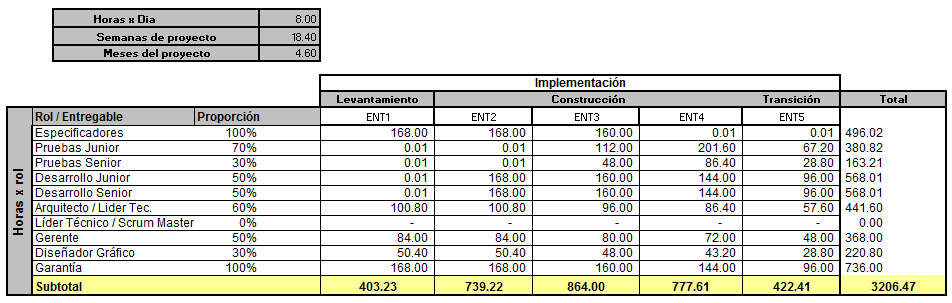 Horas x Dia 8.00
Semanas de proyecto 18.40
Meses del proyecto 4.60
Implementación
Levantamiento Construcción Transición Total
Rol / Entregable Proporción ENT1 ENT2 ENT3 ENT4 ENT5
Horas x rol
Especificadores 100% 168.00 168.00 160.00 0.01 0.01 496.02
Pruebas Junior 70% 0.01 0.01 112.00 201.60 67.20 380.82
Pruebas Senior 30% 0.01 0.01 48.00 86.40 28.80 163.21
Desarrollo Junior 50% 0.01 168.00 160.00 144.00 96.00 568.01
Desarrollo Senior 50% 0.01 168.00 160.00 144.00 96.00 568.01
Arquitecto / Lider Tec. 60% 100.80 100.80 96.00 86.40 57.60 441.60
Líder Técnico / Scrum Master 0% - - - - - 0.00
Gerente 50% 84.00 84.00 80.00 72.00 48.00 368.00
Diseñador Gráfico 30% 50.40 50.40 48.00 43.20 28.80 220.80
Garantía 100% 168.00 168.00 160.00 144.00 96.00 736.00
Subtotal 403.23 739.22 864.00 777.61 422.41 3206.47